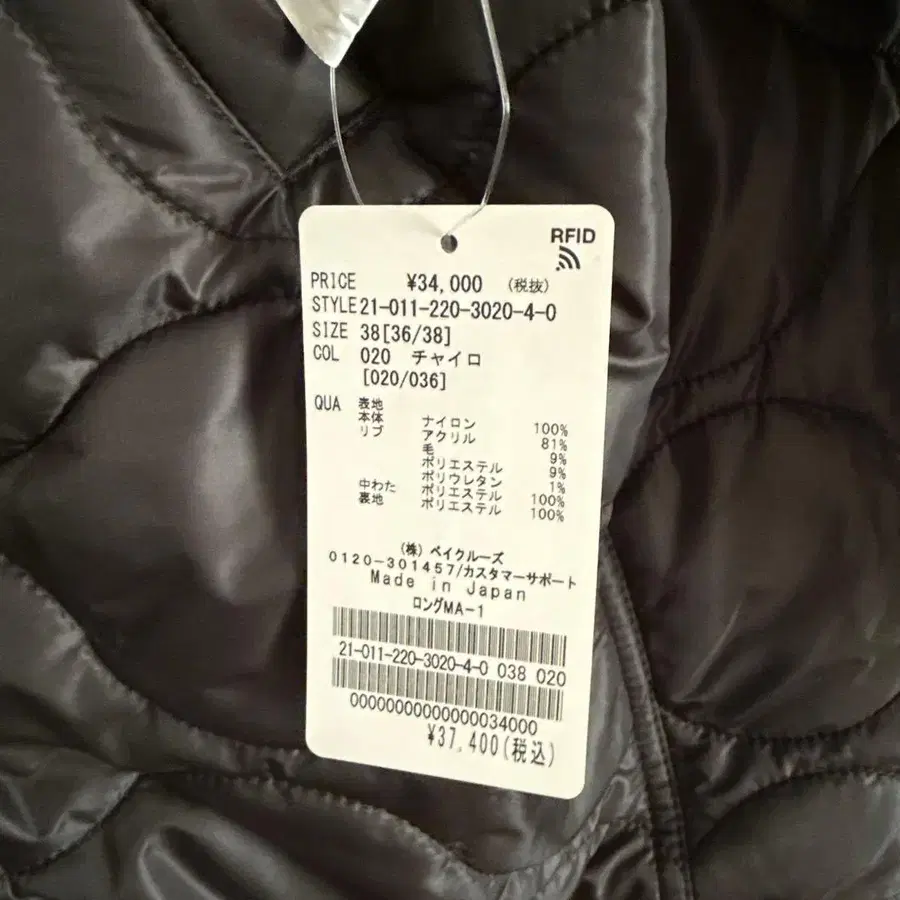 RFID
PRICE ¥34,000 (税抜)
STYLE 21-011-220-3020-4-0
SIZE 38[36/38]
COL 020 チャイロ
[020/036]
QUA 表地
本体 ナイロン 100%
リブ アクリル 81%
毛 9%
ポリエステル 9%
ポリウレタン 1%
中わた ポリエステル 100%
裏地 ポリエステル 100%
(株) ベイクルーズ
0120-301457/カスタマーサポート
Made in Japan
ロングMA-1
21-011-220-3020-4-0 038 020
00000000000000034000
¥37,400(税込)